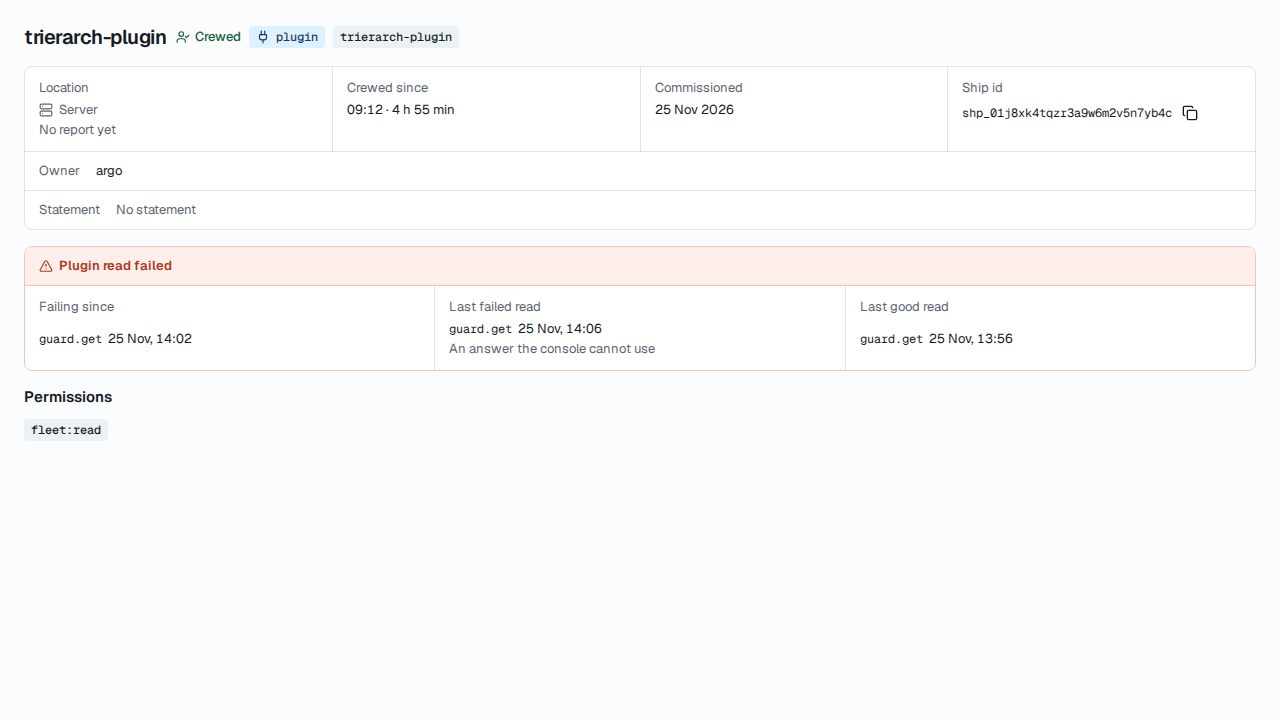 trierarch-plugin Crewed plugin trierarch-plugin
Location
Server
No report yet
Crewed since
09:12 · 4 h 55 min
Commissioned
25 Nov 2026
Ship id
shp_01j8xk4tqzr3a9w6m2v5n7yb4c
Owner argo
Statement No statement
Plugin read failed
Failing since
guard.get 25 Nov, 14:02
Last failed read
guard.get 25 Nov, 14:06
An answer the console cannot use
Last good read
guard.get 25 Nov, 13:56
Permissions
fleet:read